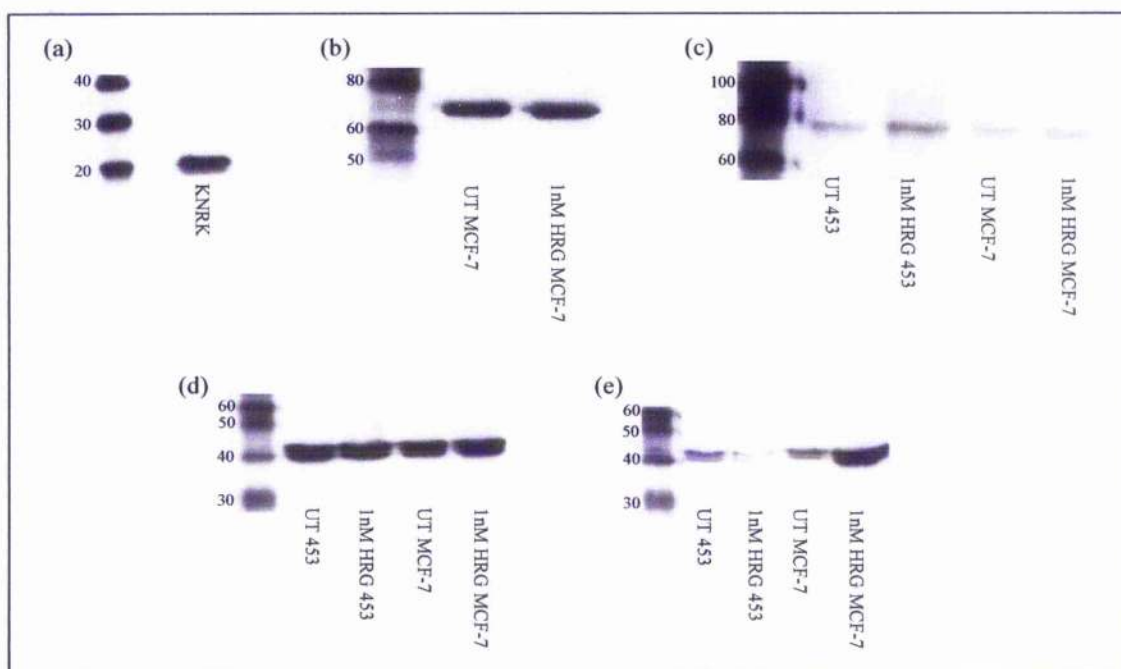 (a)
40
30
20
KNRK
(b)
80
60
50
UT MCF-7
1nM HRG MCF-7
(c)
100
80
60
UT 453
1nM HRG 453
UT MCF-7
1nM HRG MCF-7
(d)
60
50
40
30
UT 453
1nM HRG 453
UT MCF-7
1nM HRG MCF-7
(e)
60
50
40
30
UT 453
1nM HRG 453
UT MCF-7
1nM HRG MCF-7